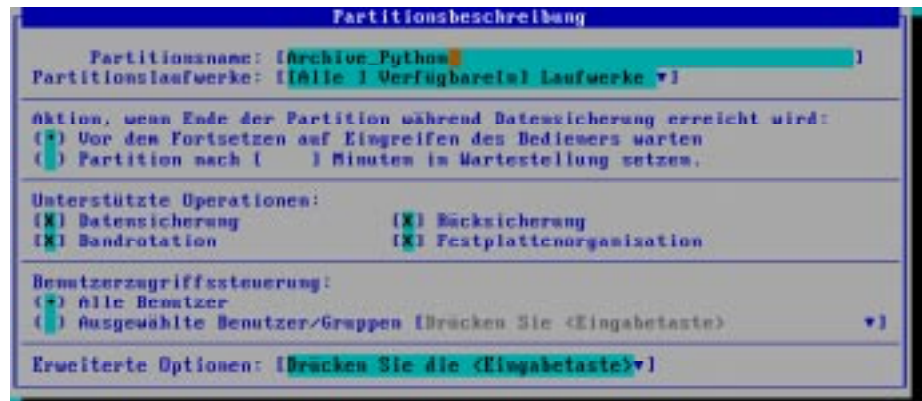 Partitionsbeschreibung
Partitionsname: [Archive_Python ]
Partitionslaufwerke: [[Alle 1 Verfügbare[n] Laufwerke ▼]
Aktion, wenn Ende der Partition während Datensicherung erreicht wird:
(•) Vor dem Fortsetzen auf Eingreifen des Bedieners warten
( ) Partition nach [ ] Minuten in Wartestellung setzen.
Unterstützte Operationen:
[X] Datensicherung [X] Rücksicherung
[X] Bandrotation [X] Festplattenorganisation
Benutzerzugriffssteuerung:
(•) Alle Benutzer
( ) Ausgewählte Benutzer/Gruppen [Drücken Sie <Eingabetaste> ▼]
Erweiterte Optionen: [Drücken Sie die <Eingabetaste>▼]